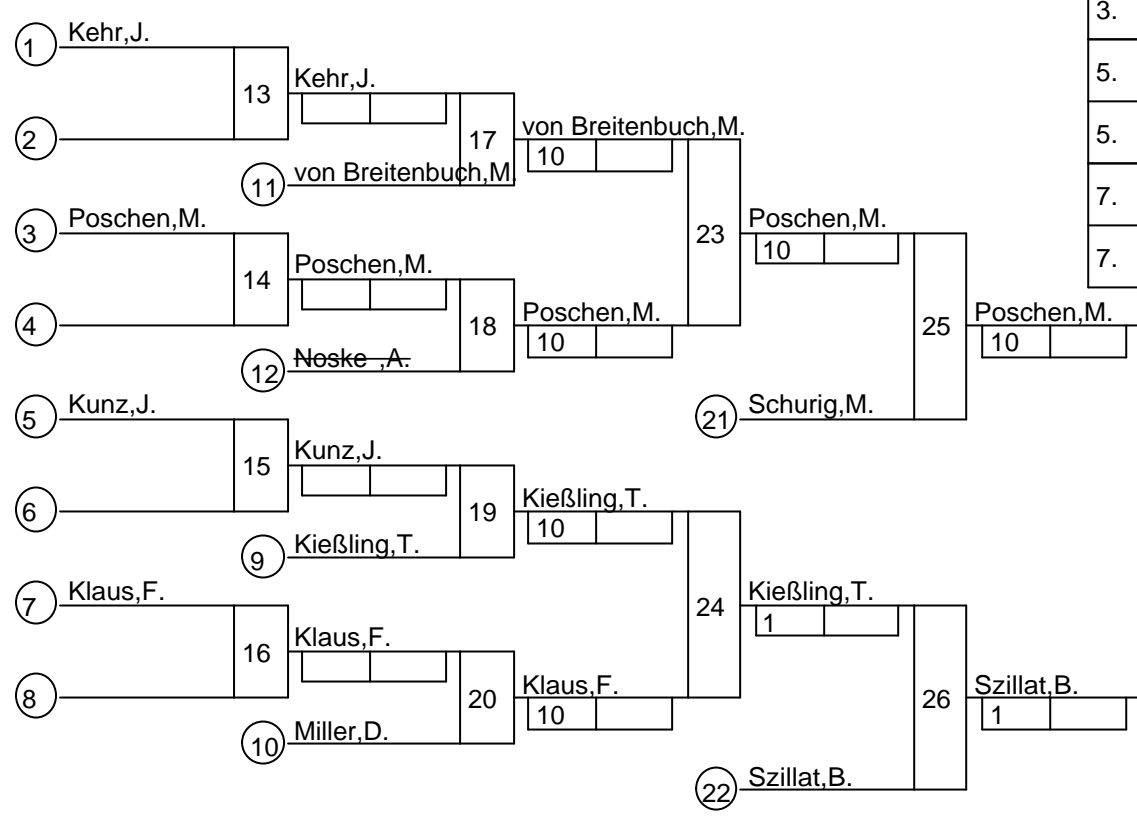 3.
1 Kehr,J.
5.
13 Kehr,J.
2
17 von Breitenbuch,M.
5.
10
11 von Breitenbuch,M.
7.
3 Poschen,M.
23 Poschen,M.
10
7.
14 Poschen,M.
4
18 Poschen,M.
10
25 Poschen,M.
10
12 ~~Noske ,A.~~
5 Kunz,J.
21 Schurig,M.
15 Kunz,J.
6
19 Kießling,T.
10
9 Kießling,T.
7 Klaus,F.
24 Kießling,T.
1
16 Klaus,F.
8
20 Klaus,F.
10
26 Szillat,B.
1
10 Miller,D.
22 Szillat,B.